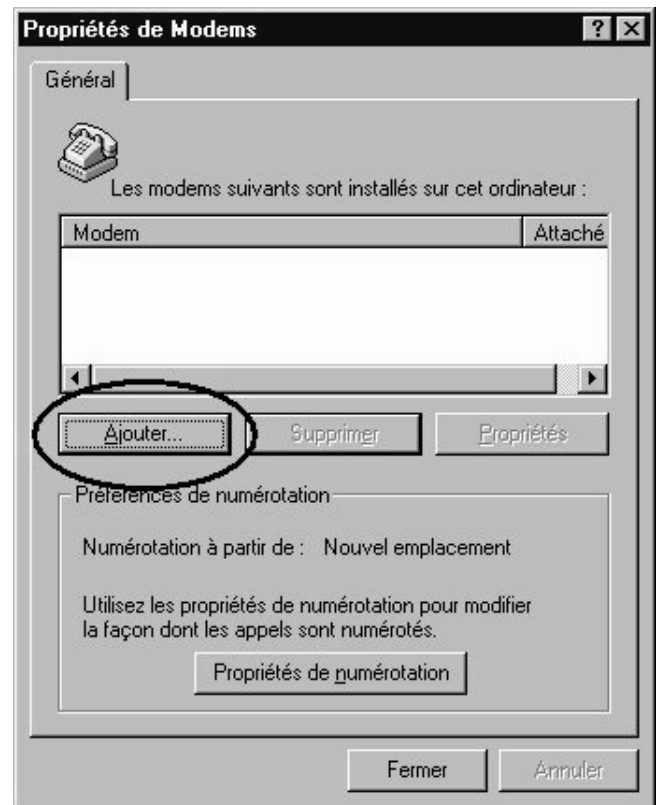 Propriétés de Modems
Général
Les modems suivants sont installés sur cet ordinateur :
Modem Attaché
Ajouter... Supprimer Propriétés
Préférences de numérotation
Numérotation à partir de : Nouvel emplacement
Utilisez les propriétés de numérotation pour modifier
la façon dont les appels sont numérotés.
Propriétés de numérotation
Fermer Annuler